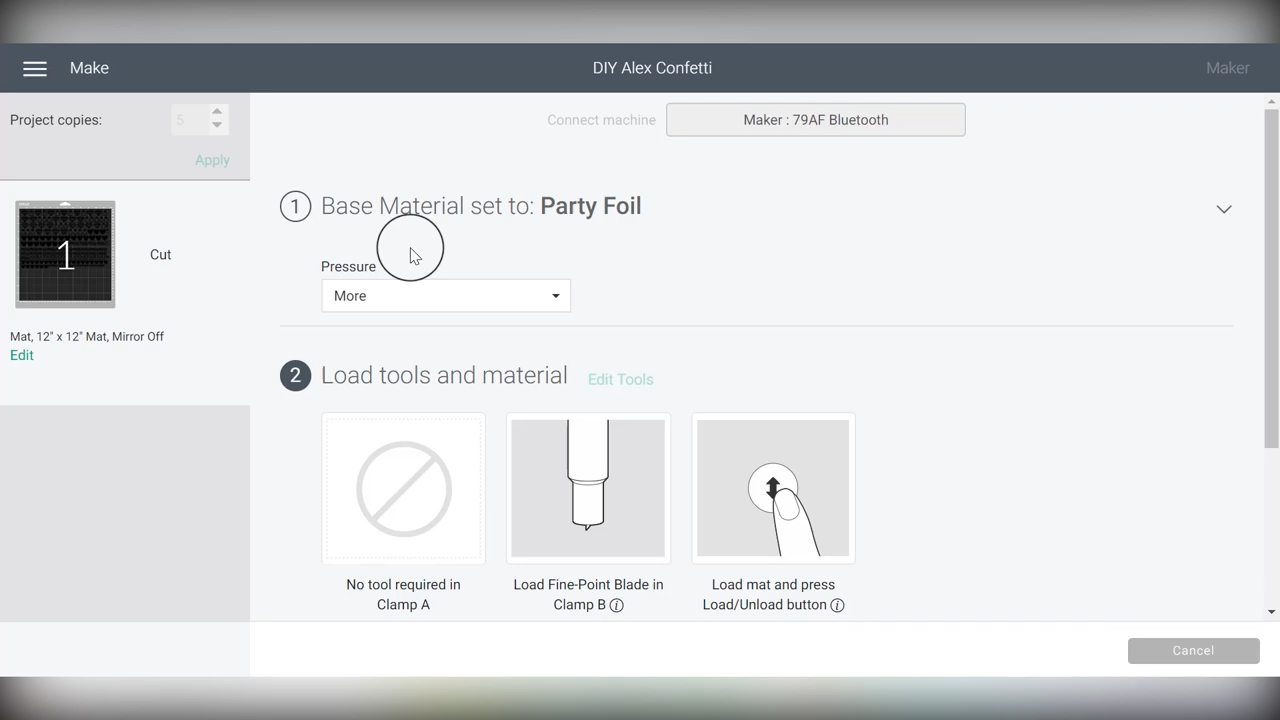 Make
DIY Alex Confetti
Maker
Project copies:
5
Apply
Connect machine
Maker : 79AF Bluetooth
1
Cut
Mat, 12" x 12" Mat, Mirror Off
Edit
1 Base Material set to: Party Foil
Pressure
More
2 Load tools and material
Edit Tools
No tool required in
Clamp A
Load Fine-Point Blade in
Clamp B
Load mat and press
Load/Unload button
Cancel